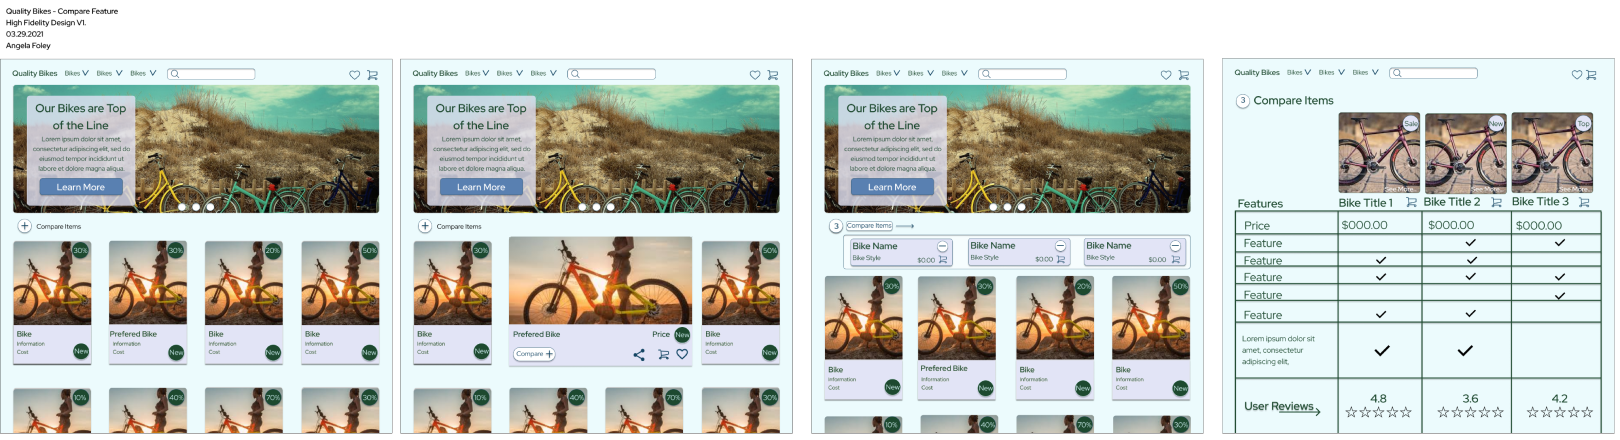 Quality Bikes - Compare Feature
High Fidelity Design V1.
03.29.2021
Angela Foley
Quality Bikes Bikes Bikes Bikes
Our Bikes are Top
of the Line
Lorem ipsum dolor sit amet,
consectetur adipiscing elit, sed do
eiusmod tempor incididunt ut
labore et dolore magna aliqua.
Learn More
+ Compare Items
30% 30% 20% 50%
Bike Prefered Bike Bike Bike
Information Information Information Information
Cost Cost Cost Cost
New New New New
10% 40% 70% 30%
Quality Bikes Bikes Bikes Bikes
Our Bikes are Top
of the Line
Lorem ipsum dolor sit amet,
consectetur adipiscing elit, sed do
eiusmod tempor incididunt ut
labore et dolore magna aliqua.
Learn More
+ Compare Items
30% 50%
Bike Prefered Bike Price New Bike
Information Information
Cost Compare + Cost New
10% 40% 70% 30%
Quality Bikes Bikes Bikes Bikes
Our Bikes are Top
of the Line
Lorem ipsum dolor sit amet,
consectetur adipiscing elit, sed do
eiusmod tempor incididunt ut
labore et dolore magna aliqua.
Learn More
3 Compare Items
Bike Name Bike Name Bike Name
Bike Style $0.00 Bike Style $0.00 Bike Style $0.00
30% 30% 20% 50%
Bike Prefered Bike Bike Bike
Information Information Information Information
Cost Cost Cost Cost
New New New New
10% 40% 70% 30%
Quality Bikes Bikes Bikes Bikes
3 Compare Items
Sale New Top
See More See More See More
Features Bike Title 1 Bike Title 2 Bike Title 3
Price $000.00 $000.00 $000.00
Feature
Feature
Feature
Feature
Feature
Lorem ipsum dolor sit
amet, consectetur
adipiscing elit,
User Reviews 4.8 3.6 4.2